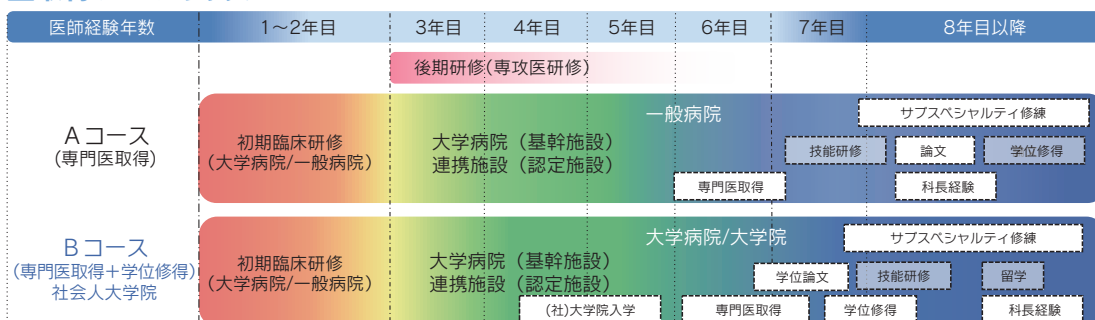 医師経験年数 1〜2年目 3年目 4年目 5年目 6年目 7年目 8年目以降
後期研修(専攻医研修)
Aコース
(専門医取得)
初期臨床研修
(大学病院/一般病院)
大学病院(基幹施設)
連携施設(認定施設)
一般病院
サブスペシャルティ修練
技能研修 論文 学位修得
専門医取得 科長経験
Bコース
(専門医取得+学位修得)
社会人大学院
初期臨床研修
(大学病院/一般病院)
大学病院(基幹施設)
連携施設(認定施設)
大学病院/大学院
サブスペシャルティ修練
学位論文 技能研修 留学
(社)大学院入学 専門医取得 学位修得 科長経験